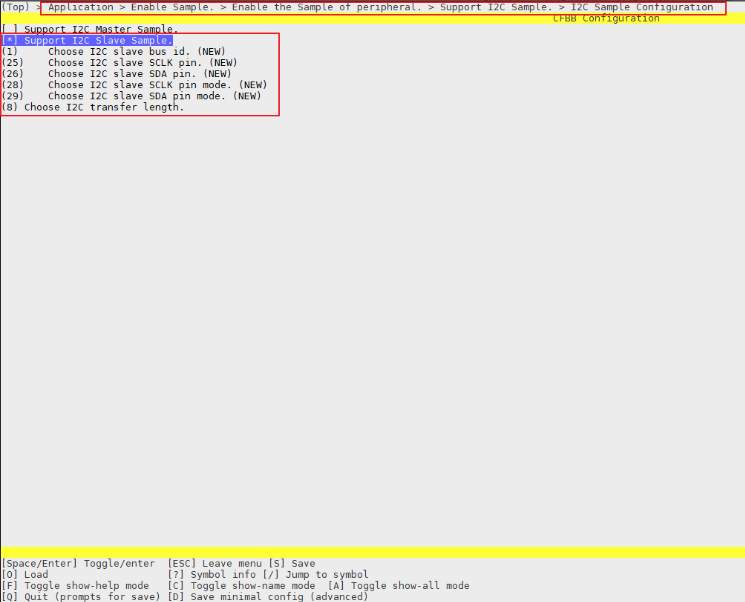 (Top) > Application > Enable Sample. > Enable the Sample of peripheral. > Support I2C Sample. > I2C Sample Configuration
CFBB Configuration
[ ] Support I2C Master Sample.
[*] Support I2C Slave Sample.
(1)     Choose I2C slave bus id. (NEW)
(25)    Choose I2C slave SCLK pin. (NEW)
(26)    Choose I2C slave SDA pin. (NEW)
(28)    Choose I2C slave SCLK pin mode. (NEW)
(29)    Choose I2C slave SDA pin mode. (NEW)
(8) Choose I2C transfer length.
[Space/Enter] Toggle/enter  [ESC] Leave menu [S] Save
[O] Load                    [?] Symbol info [/] Jump to symbol
[F] Toggle show-help mode   [C] Toggle show-name mode  [A] Toggle show-all mode
[Q] Quit (prompts for save) [D] Save minimal config (advanced)